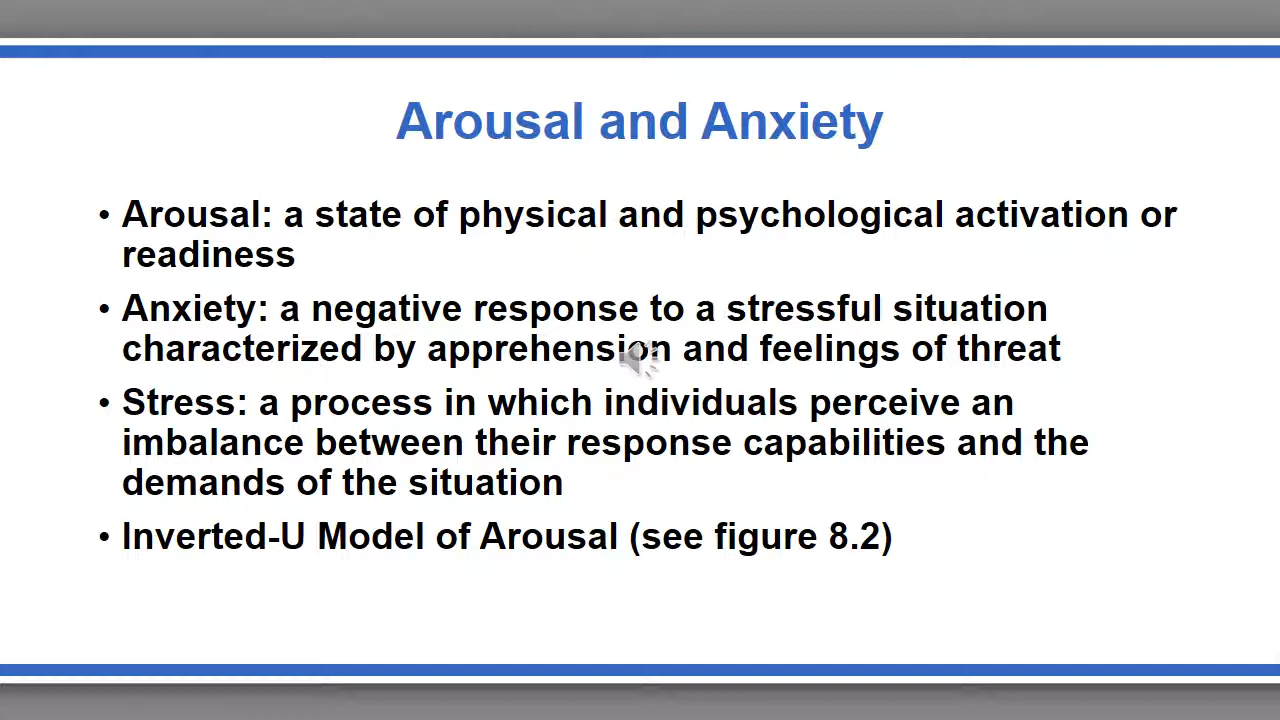 Arousal and Anxiety
• Arousal: a state of physical and psychological activation or
readiness
• Anxiety: a negative response to a stressful situation
characterized by apprehension and feelings of threat
• Stress: a process in which individuals perceive an
imbalance between their response capabilities and the
demands of the situation
• Inverted-U Model of Arousal (see figure 8.2)